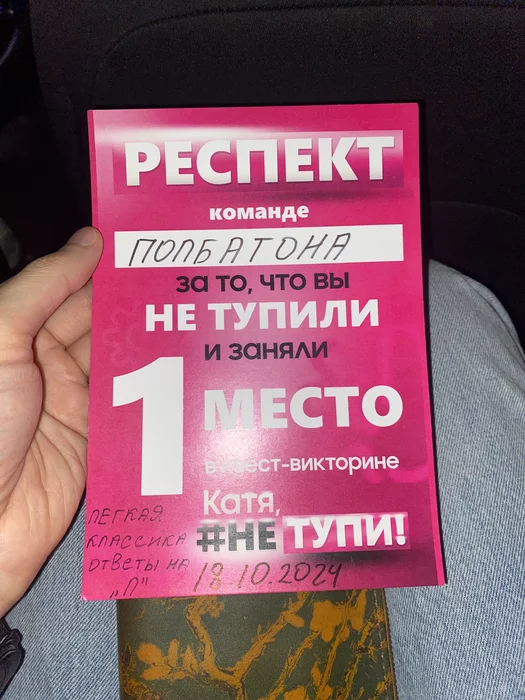 РЕСПЕКТ
команде
ПОЛБАТОНА
за то, что вы
НЕ ТУПИЛИ
и заняли
1 МЕСТО
в квест-викторине
Катя,
#НЕ ТУПИ!
ЛЕГКАЯ
КЛАССИКА
ОТВЕТЫ НА
„Л"
18.10.2024